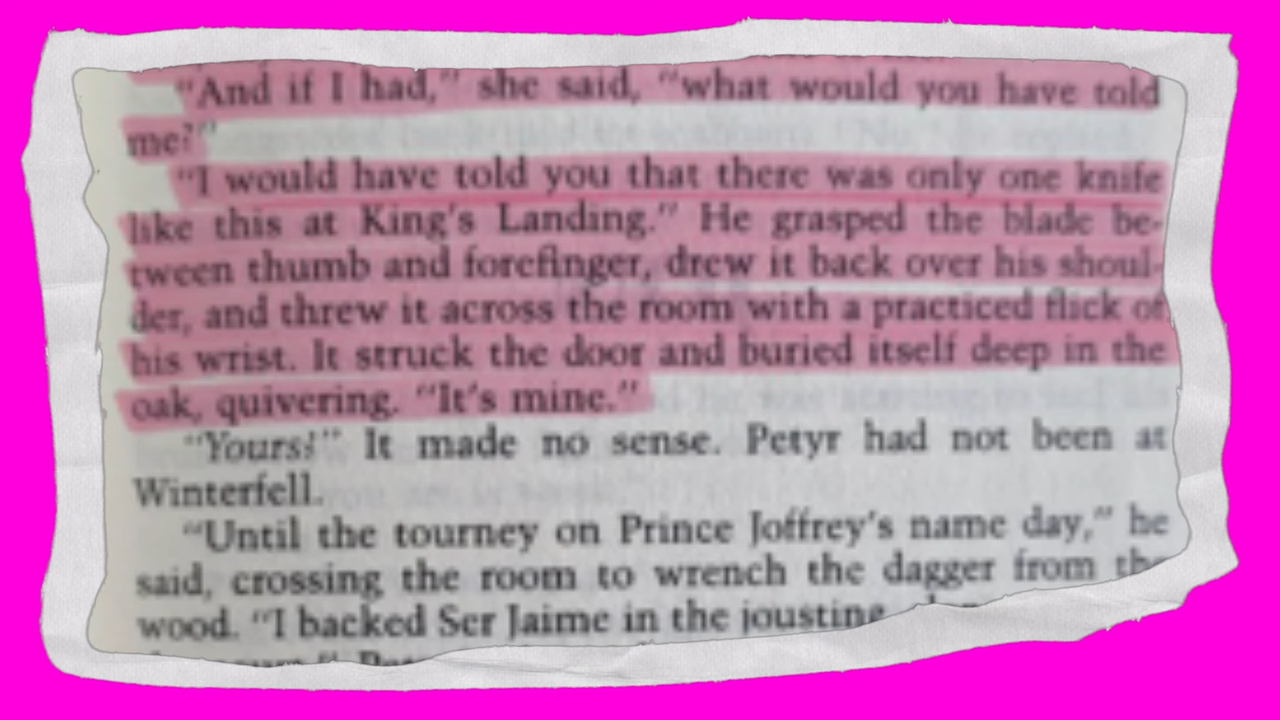 "And if I had," she said, "what would you have told
me?"
"I would have told you that there was only one knife
like this at King's Landing." He grasped the blade be-
tween thumb and forefinger, drew it back over his shoul-
der, and threw it across the room with a practiced flick of
his wrist. It struck the door and buried itself deep in the
oak, quivering. "It's mine."
"Yours?" It made no sense. Petyr had not been at
Winterfell.
"Until the tourney on Prince Joffrey's name day," he
said, crossing the room to wrench the dagger from the
wood. "I backed Ser Jaime in the jousting